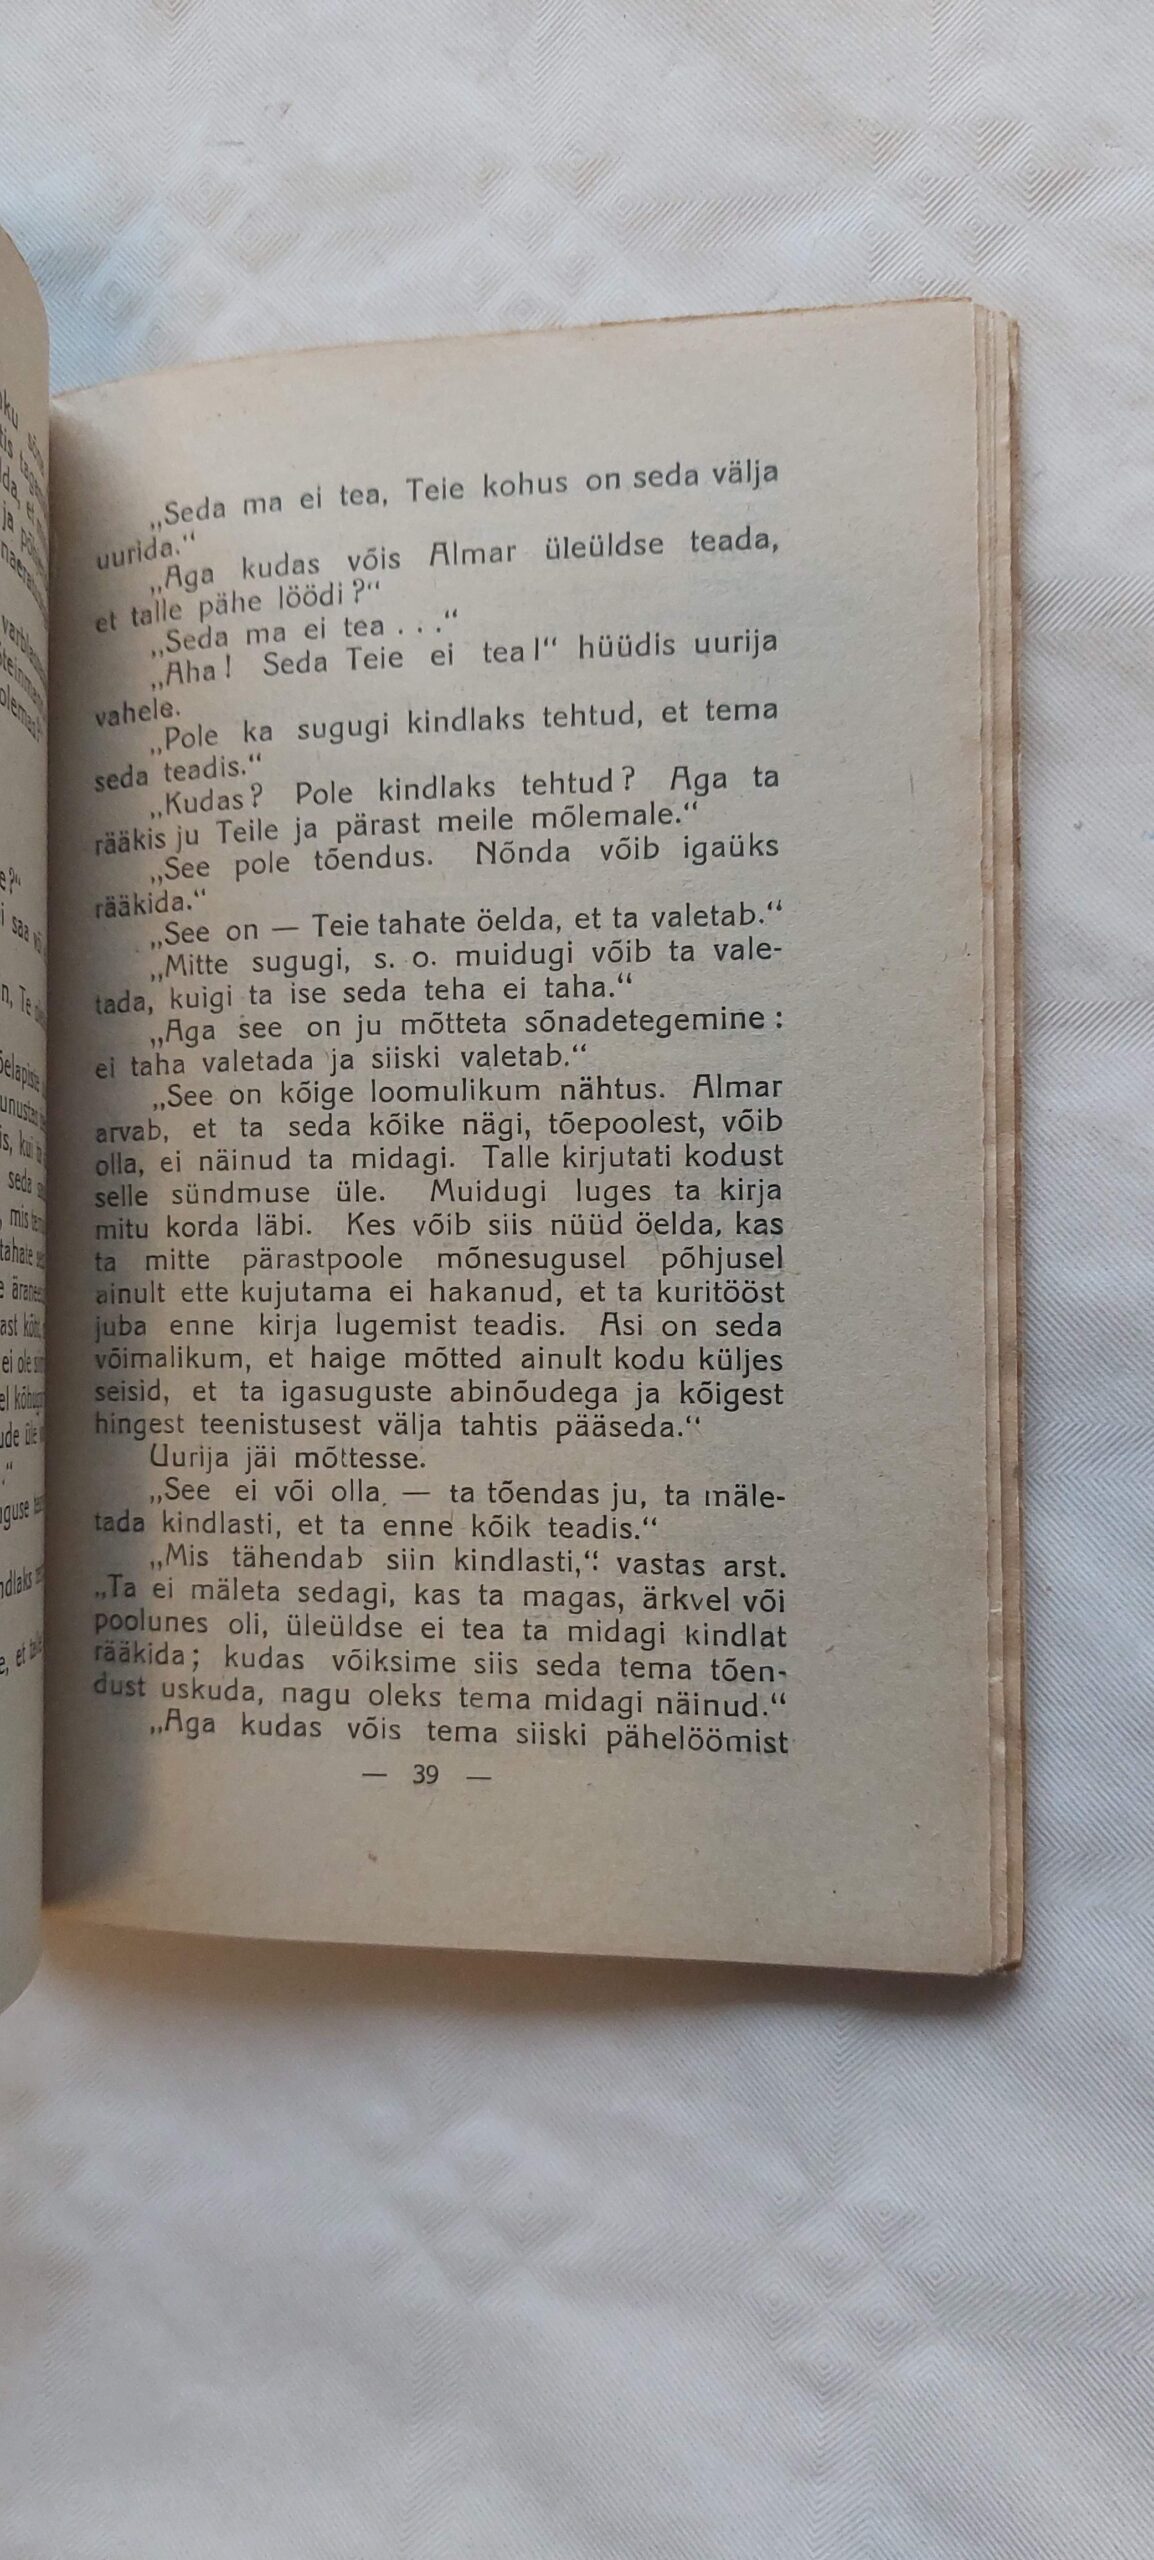 „Seda ma ei tea, Teie kohus on seda välja
uurida.“
„Aga kudas võis Almar üleüldse teada,
et talle pähe löödi?“
„Seda ma ei tea . . .“
„Aha! Seda Teie ei tea!“ hüüdis uurija
vahele.
„Pole ka sugugi kindlaks tehtud, et tema
seda teadis.“
„Kudas? Pole kindlaks tehtud? Aga ta
rääkis ju Teile ja pärast meile mõlemale.“
„See pole tõendus. Nõnda võib igaüks
rääkida.“
„See on — Teie tahate öelda, et ta valetab.“
„Mitte sugugi, s. o. muidugi võib ta vale-
tada, kuigi ta ise seda teha ei taha.“
„Aga see on ju mõtteta sõnadetegemine:
ei taha valetada ja siiski valetab.“
„See on kõige loomulikum nähtus. Almar
arvab, et ta seda kõike nägi, tõepoolest, võib
olla, ei näinud ta midagi. Talle kirjutati kodust
selle sündmuse üle. Muidugi luges ta kirja
mitu korda läbi. Kes võib siis nüüd öelda, kas
ta mitte pärastpoole mõnesugusel põhjusel
ainult ette kujutama ei hakanud, et ta kuritööst
juba enne kirja lugemist teadis. Asi on seda
võimalikum, et haige mõtted ainult kodu küljes
seisid, et ta igasuguste abinõudega ja kõigest
hingest teenistusest välja tahtis pääseda.“
Uurija jäi mõttesse.
„See ei või olla, — ta tõendas ju, ta mäle-
tada kindlasti, et ta enne kõik teadis.“
„Mis tähendab siin kindlasti,“ vastas arst.
„Ta ei mäleta sedagi, kas ta magas, ärkvel või
poolunes oli, üleüldse ei tea ta midagi kindlat
rääkida; kudas võiksime siis seda tema tõen-
dust uskuda, nagu oleks tema midagi näinud.“
„Aga kudas võis tema siiski pähelöömist
— 39 —